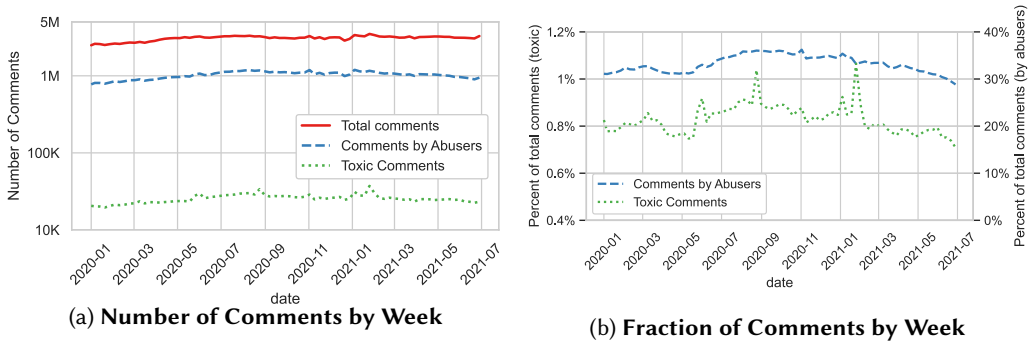 Number of Comments
5M
1M
100K
10K
Total comments
Comments by Abusers
Toxic Comments
2020-01
2020-03
2020-05
2020-07
2020-09
2020-11
2021-01
2021-03
2021-05
2021-07
date
(a) Number of Comments by Week
Percent of total comments (toxic)
1.2%
1%
0.8%
0.6%
0.4%
Comments by Abusers
Toxic Comments
40%
30%
20%
10%
0%
Percent of total comments (by abusers)
2020-01
2020-03
2020-05
2020-07
2020-09
2020-11
2021-01
2021-03
2021-05
2021-07
date
(b) Fraction of Comments by Week